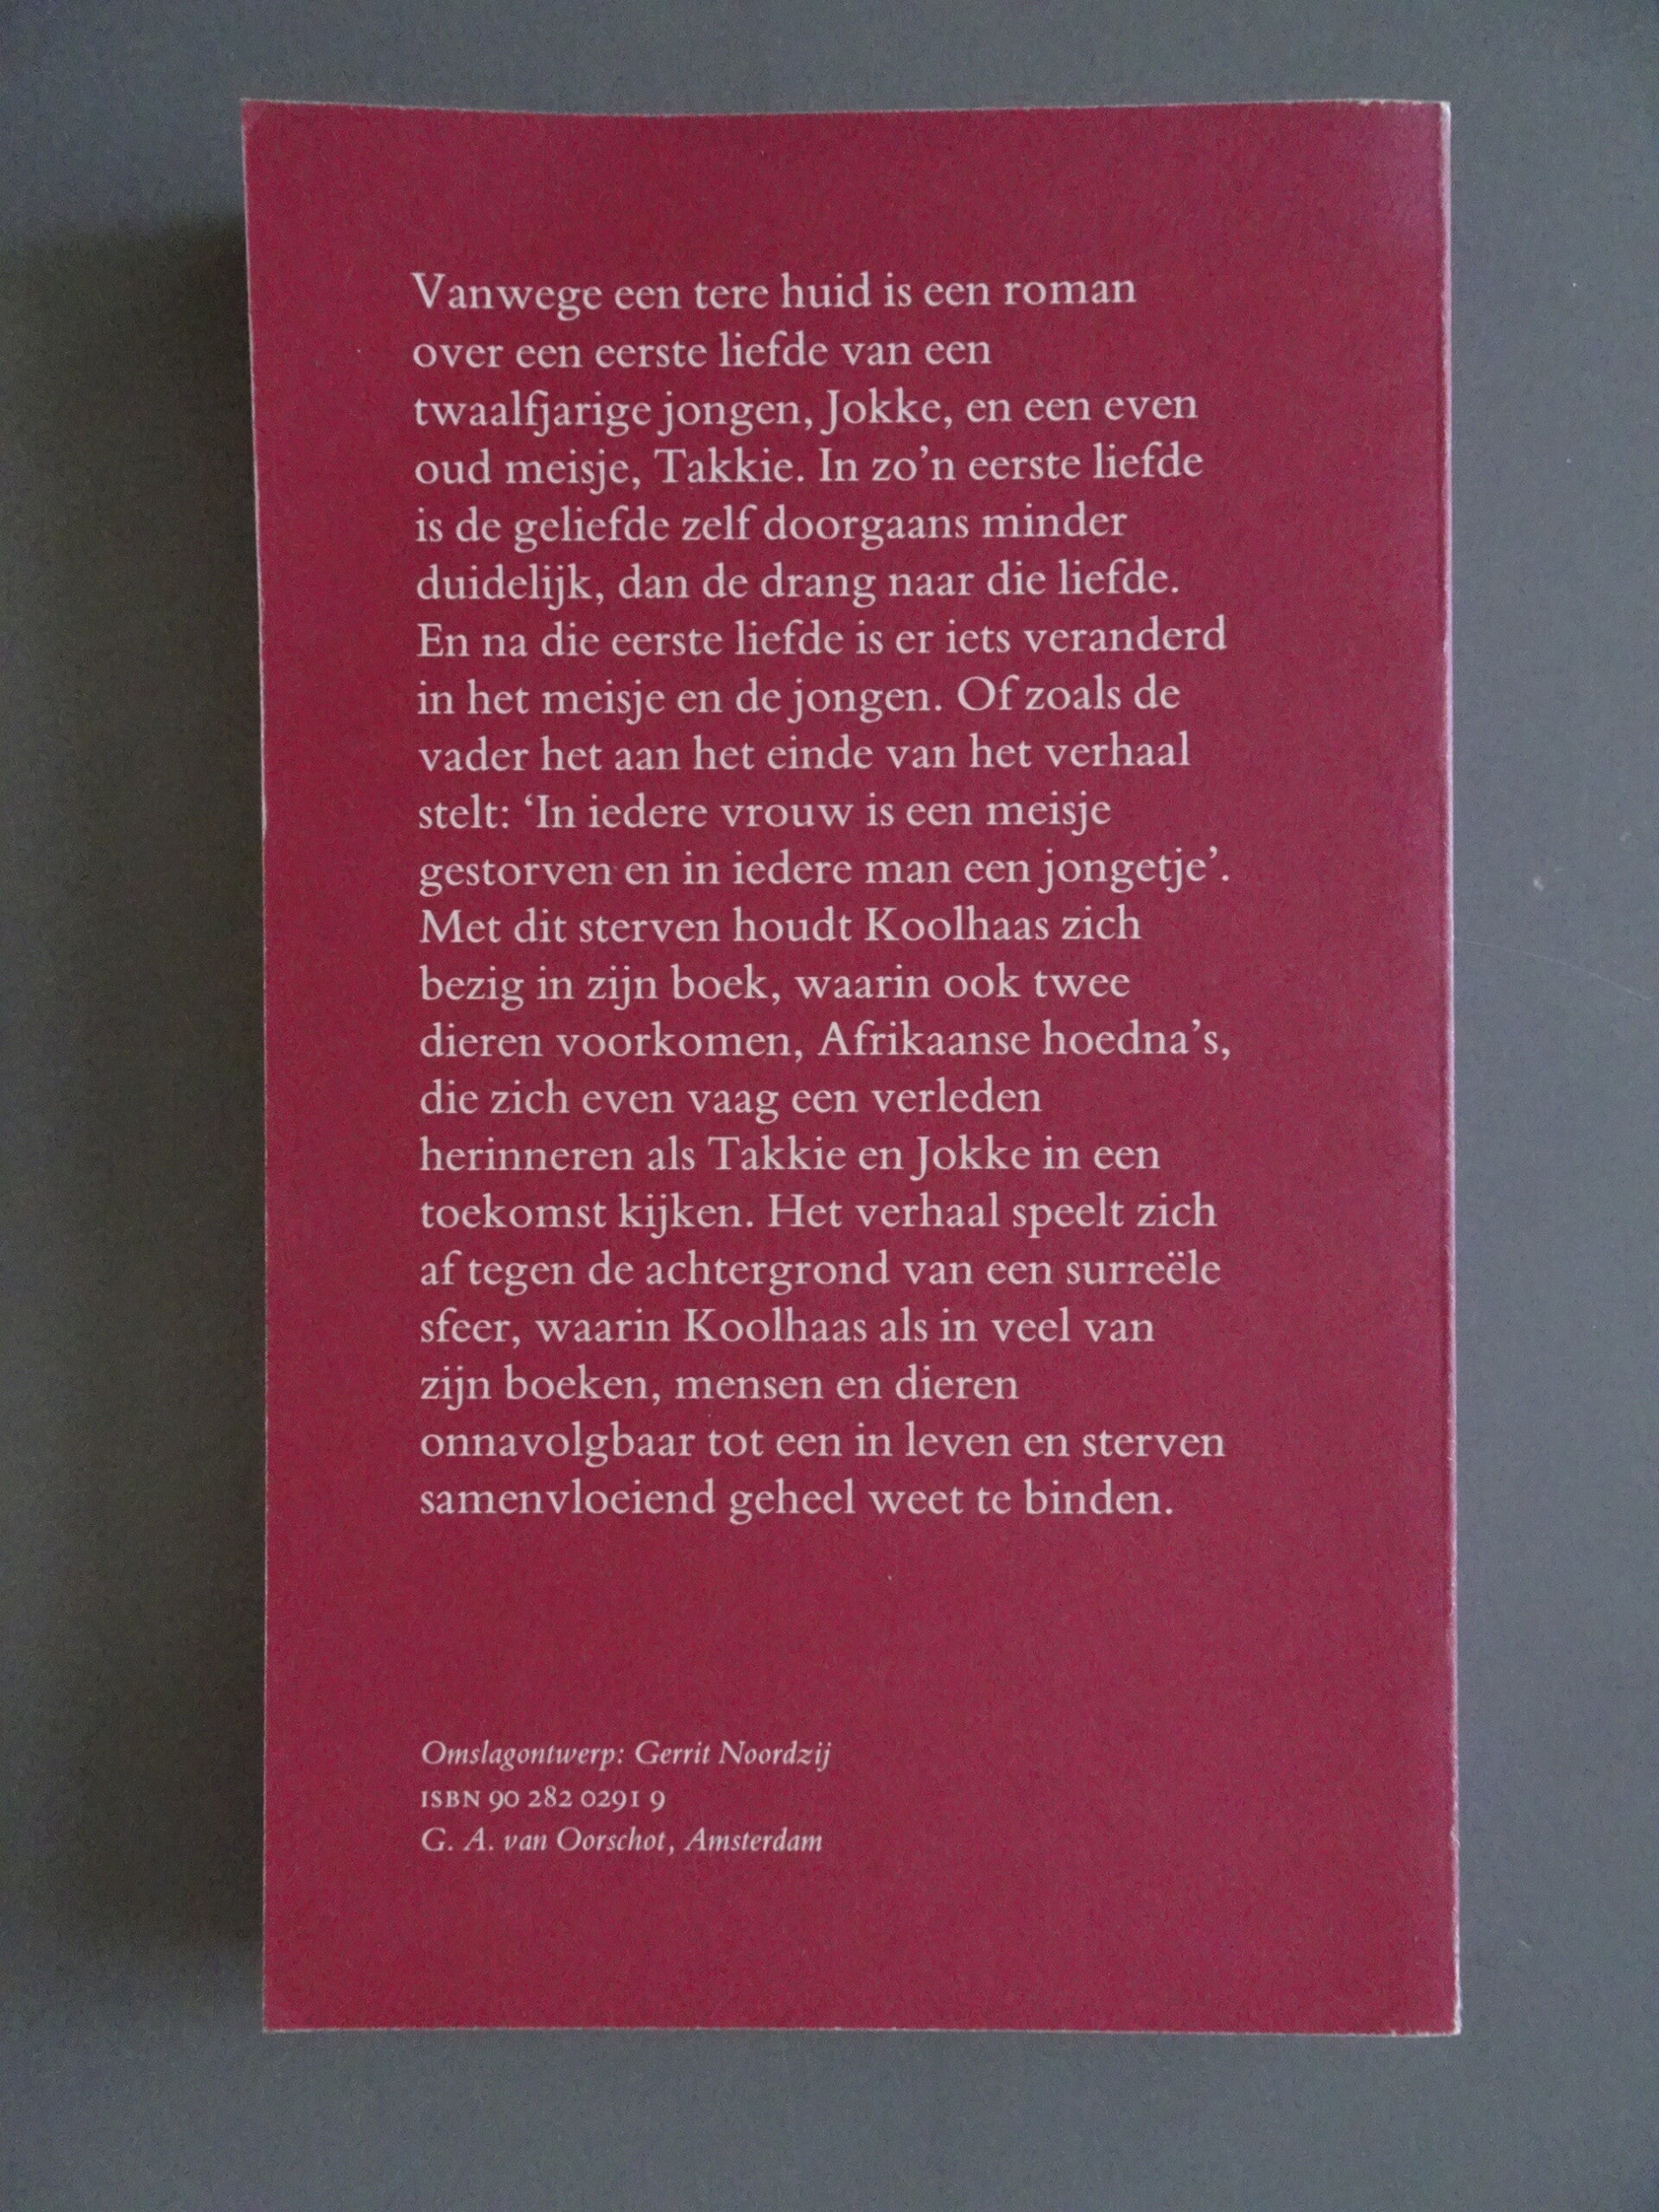 Vanwege een tere huid is een roman
over een eerste liefde van een
twaalfjarige jongen, Jokke, en een even
oud meisje, Takkie. In zo’n eerste liefde
is de geliefde zelf doorgaans minder
duidelijk, dan de drang naar die liefde.
En na die eerste liefde is er iets veranderd
in het meisje en de jongen. Of zoals de
vader het aan het einde van het verhaal
stelt: ‘In iedere vrouw is een meisje
gestorven en in iedere man een jongetje’.
Met dit sterven houdt Koolhaas zich
bezig in zijn boek, waarin ook twee
dieren voorkomen, Afrikaanse hoedna’s,
die zich even vaag een verleden
herinneren als Takkie en Jokke in een
toekomst kijken. Het verhaal speelt zich
af tegen de achtergrond van een surreële
sfeer, waarin Koolhaas als in veel van
zijn boeken, mensen en dieren
onnavolgbaar tot een in leven en sterven
samenvloeiend geheel weet te binden.
Omslagontwerp: Gerrit Noordzij
ISBN 90 282 0291 9
G. A. van Oorschot, Amsterdam